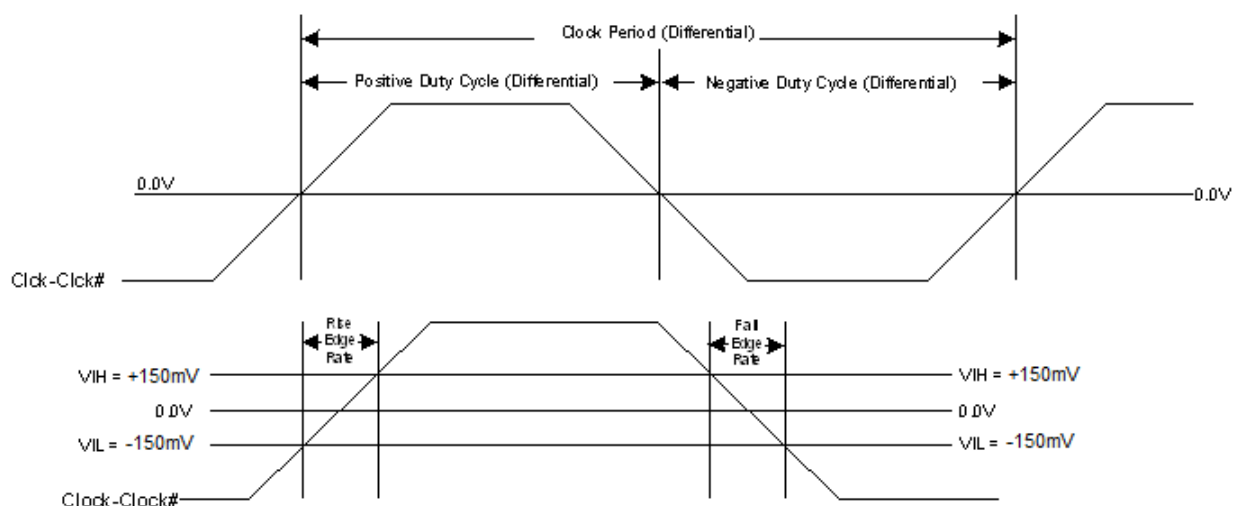 Clock Period (Differential)
Positive Duty Cycle (Differential)
Negative Duty Cycle (Differential)
0.0V
0.0V
Clck-Clck#
Rise
Edge
Rate
Fall
Edge
Rate
VIH = +150mV
VIH = +150mV
0.0V
0.0V
VIL = -150mV
VIL = -150mV
Clock-Clock#